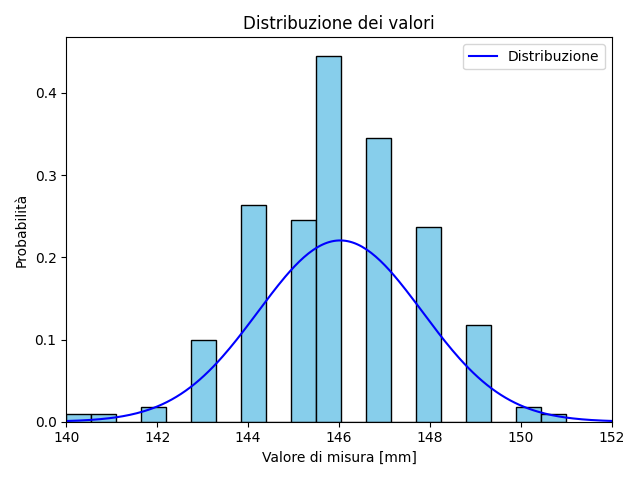 Distribuzione dei valori
Distribuzione
Probabilità
0.4
0.3
0.2
0.1
0.0
140 142 144 146 148 150 152
Valore di misura [mm]